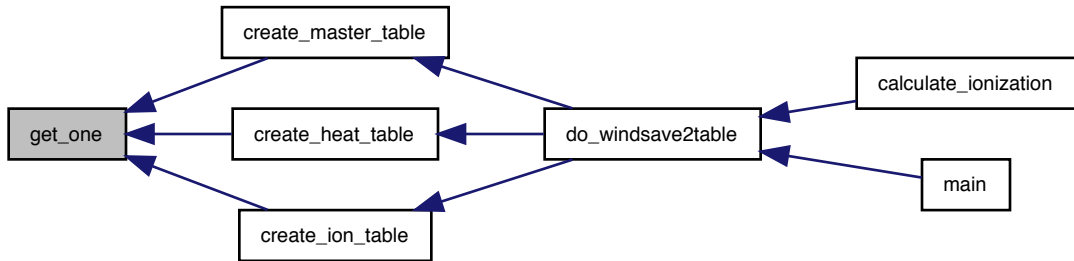 create_master_table
calculate_ionization
get_one
create_heat_table
do_windsave2table
main
create_ion_table